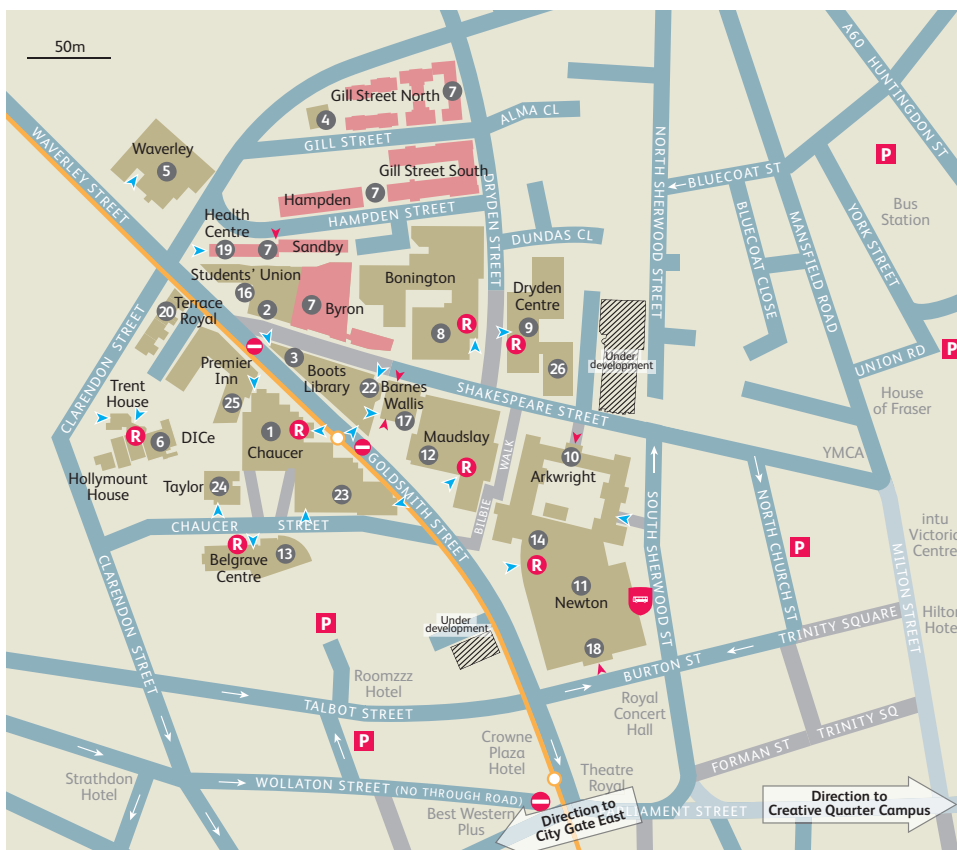 50m
Gill Street North
7
4
ALMA CL
GILL STREET
A60 HUNTINGDON ST
WAVERLEY STREET
Waverley
5
Gill Street South
7
Hampden
HAMPDEN STREET
DRYDEN STREET
NORTH SHERWOOD STREET
BLUECOAT ST
P
Bus
Station
YORK STREET
MANSFIELD ROAD
BLUECOAT CLOSE
Health
Centre
19
7
Sandby
DUNDAS CL
Students' Union
16
2
7
Byron
Bonington
8
R
Dryden
Centre
9
R
26
Under
development
Terrace
Royal
20
CLARENDON STREET
Premier
Inn
25
3
Boots
Library
22
Barnes
Wallis
17
SHAKESPEARE STREET
UNION RD
P
House
of Fraser
YMCA
Trent
House
R
6
DICe
Hollymount
House
1
R
Chaucer
Maudslay
12
R
GOLDSMITH STREET
BILBIE WALK
10
Arkwright
Taylor
24
23
CHAUCER STREET
R
Belgrave
Centre
13
14
R
11
Newton
18
SOUTH SHERWOOD ST
NORTH CHURCH ST
P
intu
Victoria
Centre
MILTON STREET
Hilton
Hotel
CLARENDON STREET
P
Under
development
TRINITY SQUARE
BURTON ST
Roomzzz
Hotel
TALBOT STREET
Royal
Concert
Hall
TRINITY SQ
FORMAN ST
P
Crowne
Plaza
Hotel
Theatre
Royal
Strathdon
Hotel
WOLLATON STREET (NO THROUGH ROAD)
Best Western
Plus
Direction to
City Gate East
LIAMENT STREET
Direction to
Creative Quarter Campus